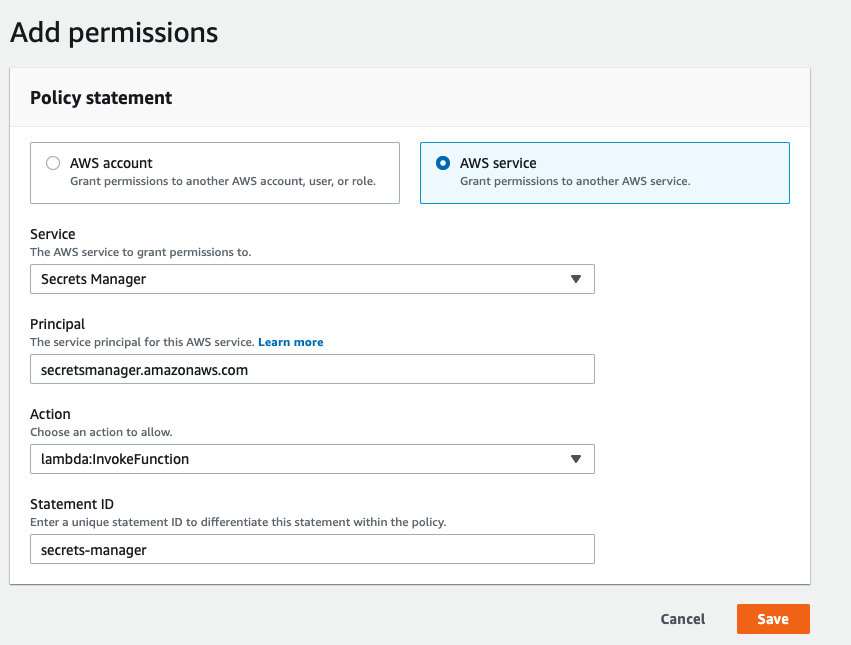 Add permissions
Policy statement
AWS account
Grant permissions to another AWS account, user, or role.
AWS service
Grant permissions to another AWS service.
Service
The AWS service to grant permissions to.
Secrets Manager
Principal
The service principal for this AWS service. Learn more
secretsmanager.amazonaws.com
Action
Choose an action to allow.
lambda:InvokeFunction
Statement ID
Enter a unique statement ID to differentiate this statement within the policy.
secrets-manager
Cancel
Save